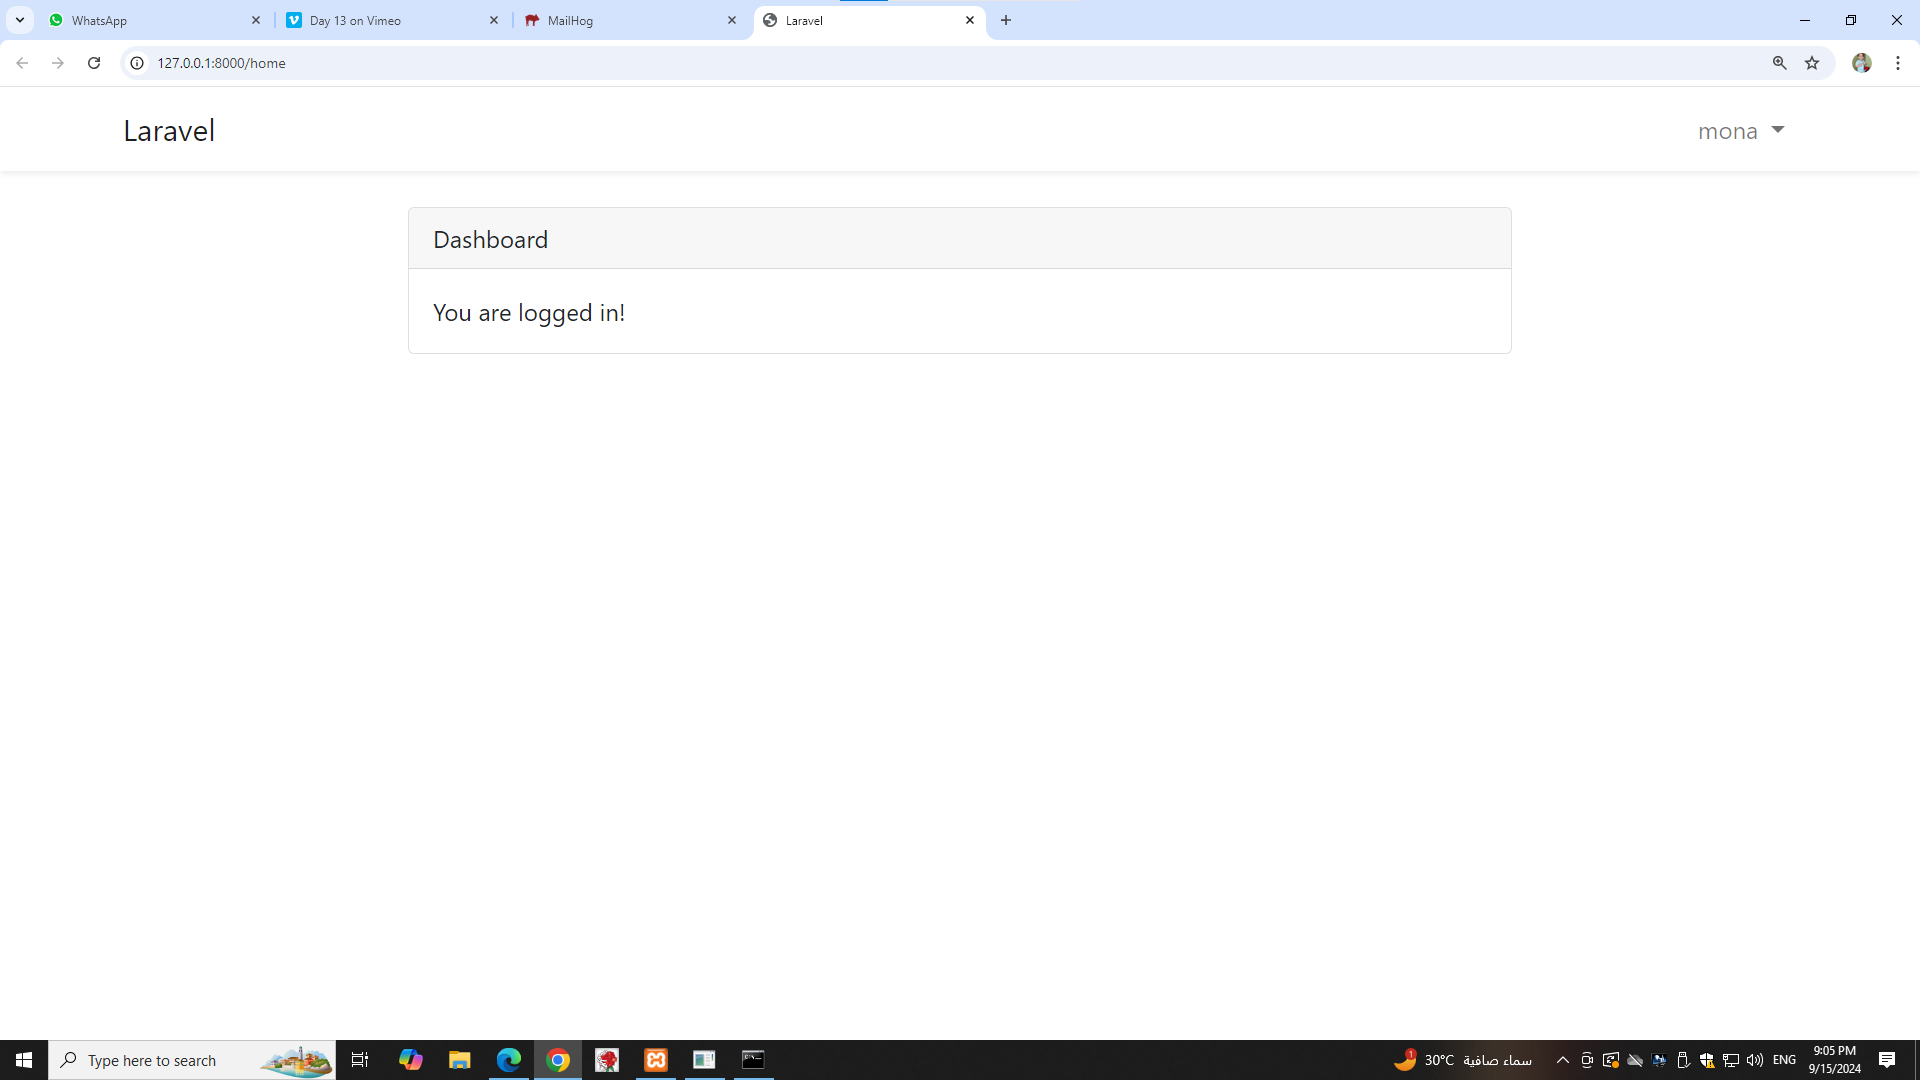 WhatsApp
Day 13 on Vimeo
MailHog
Laravel
127.0.0.1:8000/home
Laravel
mona
Dashboard
You are logged in!
Type here to search
1
30°C سماء صافية
ENG
9:05 PM
9/15/2024